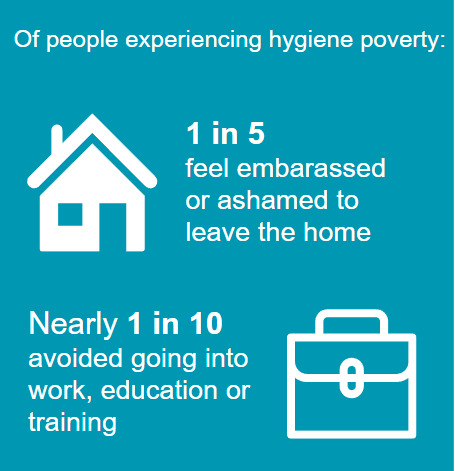 Of people experiencing hygiene poverty:
1 in 5
feel embarassed
or ashamed to
leave the home
Nearly 1 in 10
avoided going into
work, education or
training